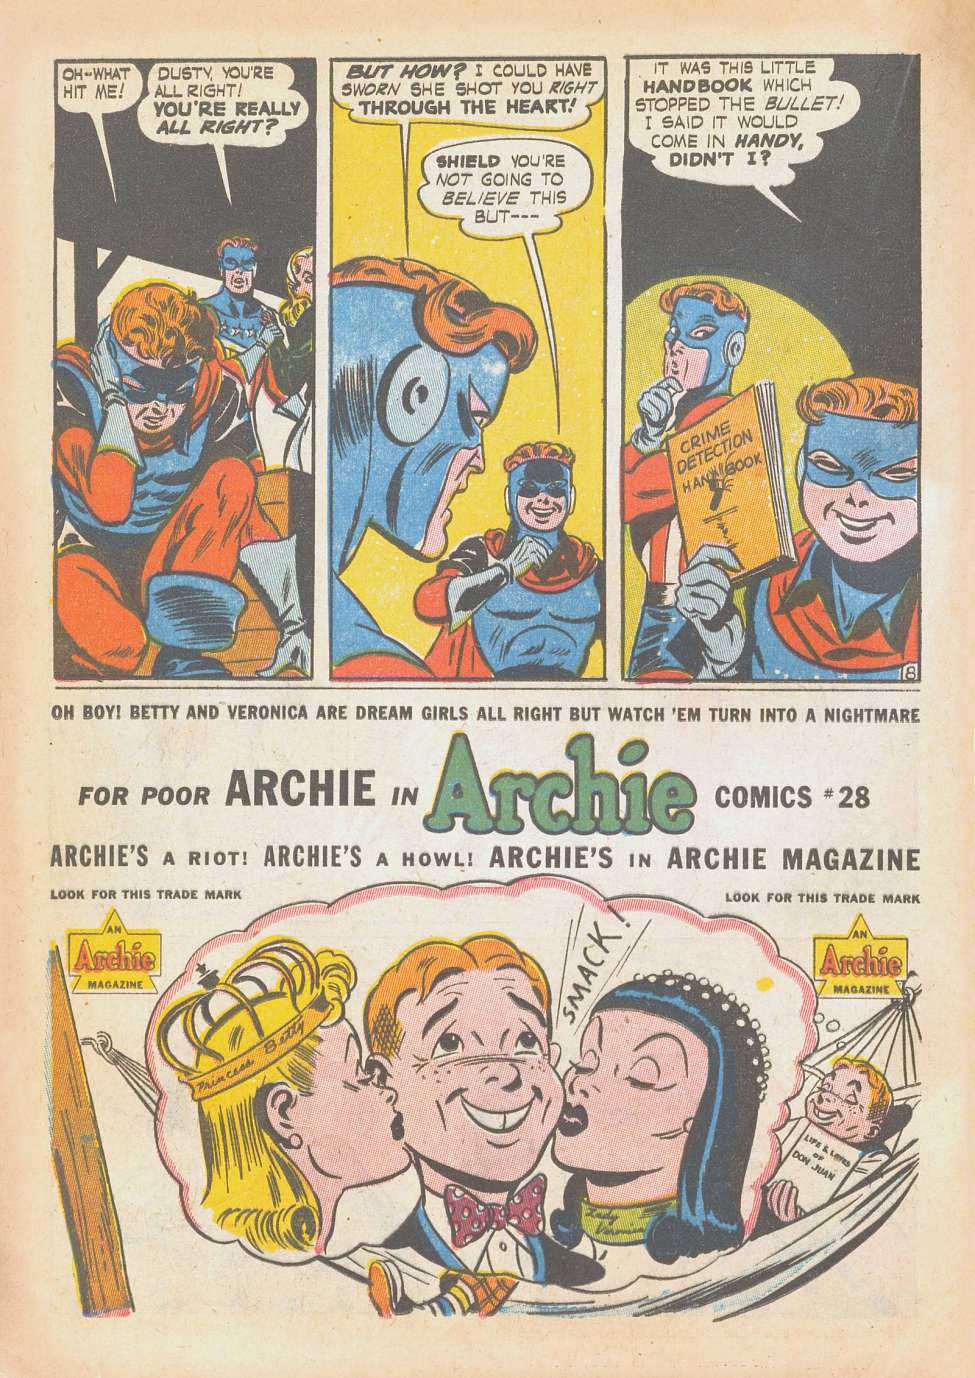 OH-WHAT
HIT ME!
DUSTY, YOU'RE
ALL RIGHT!
YOU'RE REALLY
ALL RIGHT?
BUT HOW? I COULD HAVE
SWORN SHE SHOT YOU RIGHT
THROUGH THE HEART!
SHIELD YOU'RE
NOT GOING TO
BELIEVE THIS
BUT---
IT WAS THIS LITTLE
HANDBOOK WHICH
STOPPED THE BULLET!
I SAID IT WOULD
COME IN HANDY,
DIDN'T I?
CRIME
DETECTION
HANDBOOK
8
OH BOY! BETTY AND VERONICA ARE DREAM GIRLS ALL RIGHT BUT WATCH 'EM TURN INTO A NIGHTMARE
FOR POOR ARCHIE IN Archie COMICS #28
ARCHIE'S A RIOT! ARCHIE'S A HOWL! ARCHIE'S IN ARCHIE MAGAZINE
LOOK FOR THIS TRADE MARK
LOOK FOR THIS TRADE MARK
AN
Archie
MAGAZINE
AN
Archie
MAGAZINE
SMACK!
Princess Betty
LIFE & LOVES
OF
DON JUAN
Lady